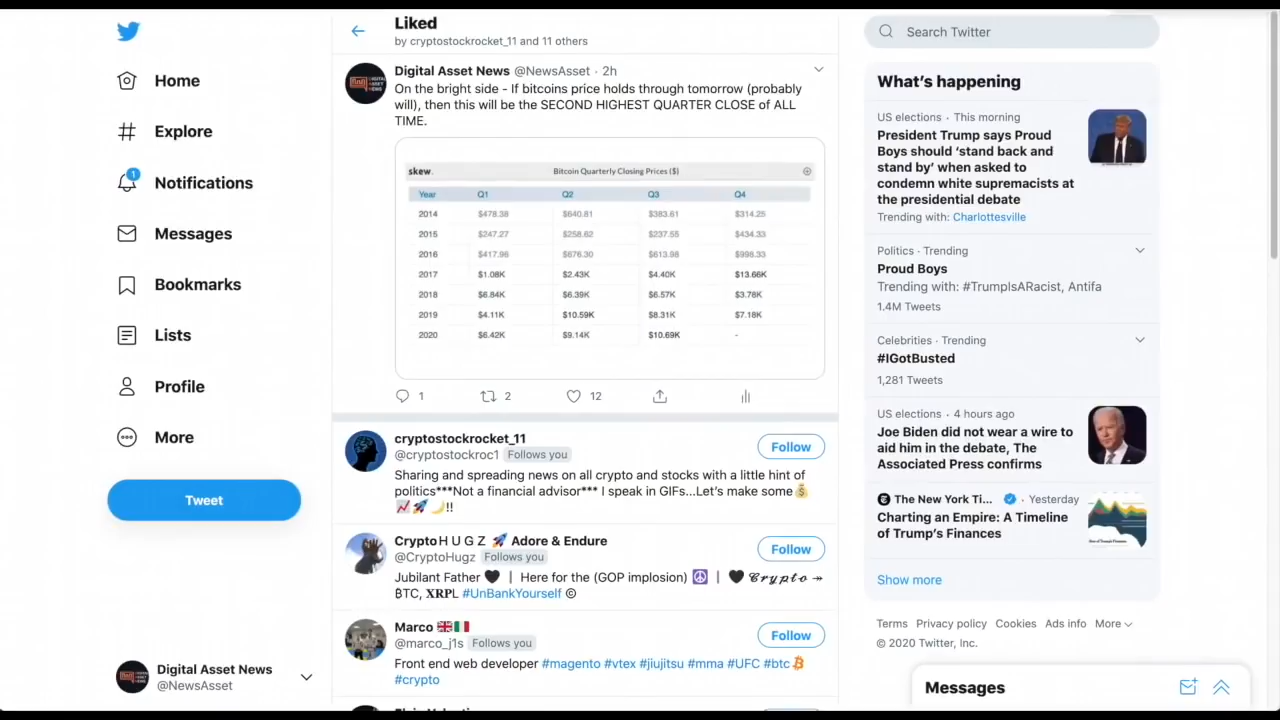 Home
Explore
1
Notifications
Messages
Bookmarks
Lists
Profile
More
Tweet
Digital Asset News
@NewsAsset
Liked
by cryptostockrocket_11 and 11 others
Digital Asset News @NewsAsset · 2h
On the bright side - If bitcoins price holds through tomorrow (probably
will), then this will be the SECOND HIGHEST QUARTER CLOSE of ALL
TIME.
skew. Bitcoin Quarterly Closing Prices ($)
Year Q1 Q2 Q3 Q4
2014 $478.38 $640.81 $383.61 $314.25
2015 $247.27 $258.62 $237.55 $434.33
2016 $417.96 $676.30 $613.98 $998.33
2017 $1.08K $2.43K $4.40K $13.66K
2018 $6.84K $6.39K $6.57K $3.78K
2019 $4.11K $10.59K $8.31K $7.18K
2020 $6.42K $9.14K $10.69K -
1 2 12
cryptostockrocket_11
@cryptostockroc1 Follows you
Follow
Sharing and spreading news on all crypto and stocks with a little hint of
politics***Not a financial advisor*** I speak in GIFs...Let's make some💰
📈🚀🌙!!
Crypto H U G Z 🚀 Adore & Endure
@CryptoHugz Follows you
Follow
Jubilant Father 🖤 | Here for the (GOP implosion) ☮️ | 🖤 𝓒𝓻𝔂𝓹𝓽𝓸 ↠
₿TC, 𝐗𝐑𝐏L #UnBankYourself ©
Marco 🇬🇧🇮🇹
@marco_j1s Follows you
Follow
Front end web developer #magento #vtex #jiujitsu #mma #UFC #btc
#crypto
Search Twitter
What's happening
US elections · This morning
President Trump says Proud
Boys should 'stand back and
stand by' when asked to
condemn white supremacists at
the presidential debate
Trending with: Charlottesville
Politics · Trending
Proud Boys
Trending with: #TrumpIsARacist, Antifa
1.4M Tweets
Celebrities · Trending
#IGotBusted
1,281 Tweets
US elections · 4 hours ago
Joe Biden did not wear a wire to
aid him in the debate, The
Associated Press confirms
The New York Ti... · Yesterday
Charting an Empire: A Timeline
of Trump's Finances
Show more
Terms Privacy policy Cookies Ads info More
© 2020 Twitter, Inc.
Messages